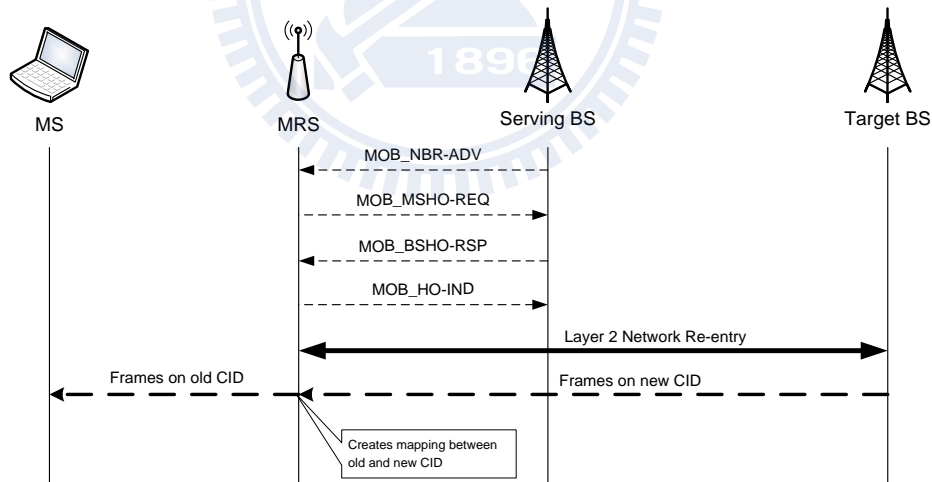 1896
MS
MRS
Serving BS
Target BS
MOB_NBR-ADV
MOB_MSHO-REQ
MOB_BSHO-RSP
MOB_HO-IND
Layer 2 Network Re-entry
Frames on old CID
Frames on new CID
Creates mapping between
old and new CID